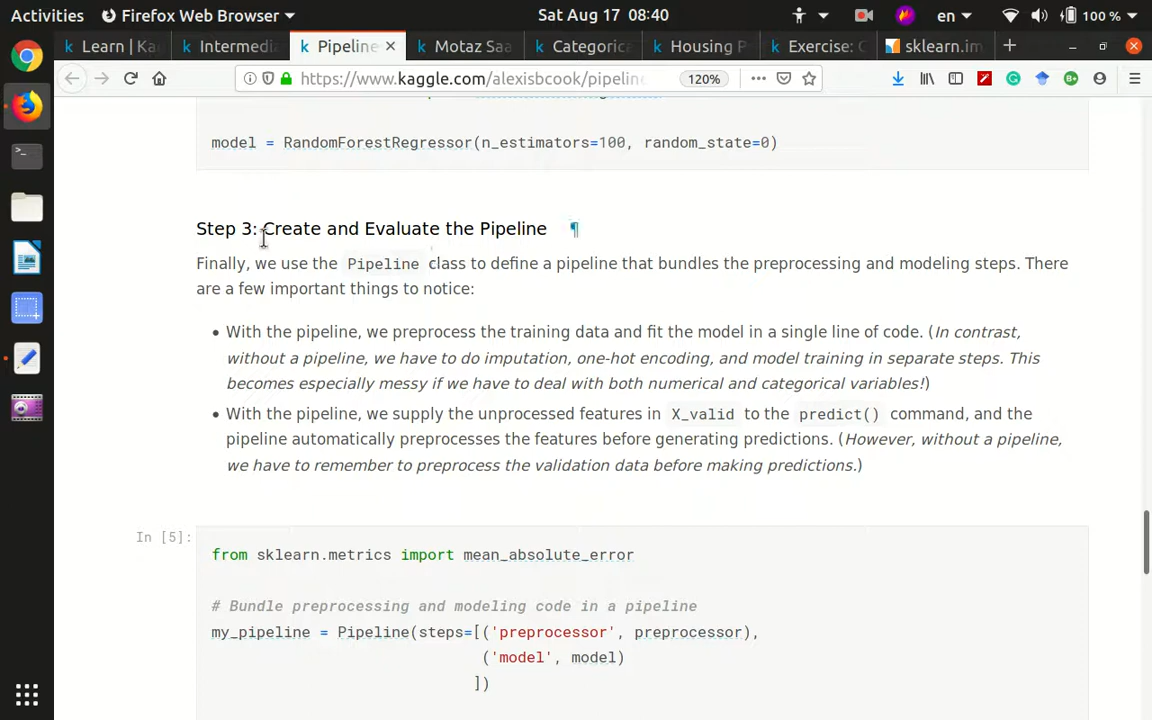 Activities Firefox Web Browser Sat Aug 17 08:40 en 100 %
Learn | Ka Intermedia Pipeline Motaz Saa Categorica Housing P Exercise: C sklearn.im
https://www.kaggle.com/alexisbcook/pipeline 120%
model = RandomForestRegressor(n_estimators=100, random_state=0)
Step 3: Create and Evaluate the Pipeline ¶
Finally, we use the Pipeline class to define a pipeline that bundles the preprocessing and modeling steps. There
are a few important things to notice:
• With the pipeline, we preprocess the training data and fit the model in a single line of code. (In contrast,
without a pipeline, we have to do imputation, one-hot encoding, and model training in separate steps. This
becomes especially messy if we have to deal with both numerical and categorical variables!)
• With the pipeline, we supply the unprocessed features in X_valid to the predict() command, and the
pipeline automatically preprocesses the features before generating predictions. (However, without a pipeline,
we have to remember to preprocess the validation data before making predictions.)
In [5]:
from sklearn.metrics import mean_absolute_error
# Bundle preprocessing and modeling code in a pipeline
my_pipeline = Pipeline(steps=[('preprocessor', preprocessor),
('model', model)
])